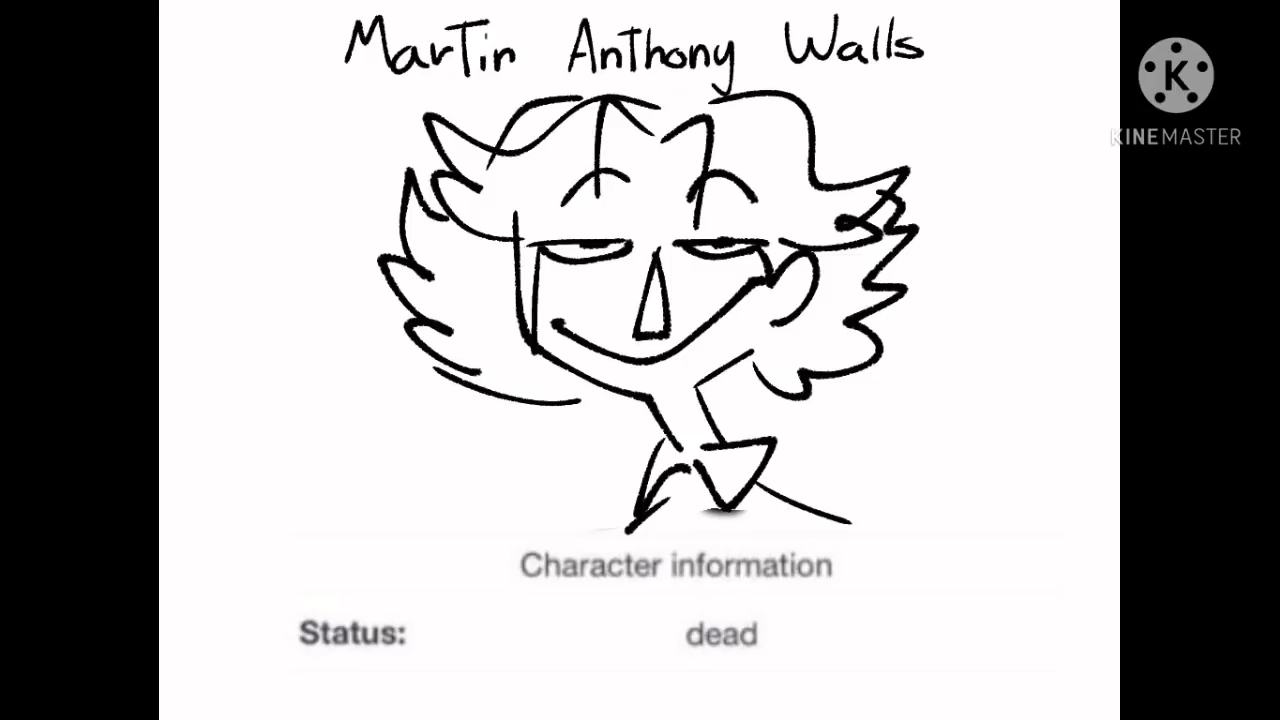 Martin Anthony Walls
K
KINEMASTER
Character information
Status: dead